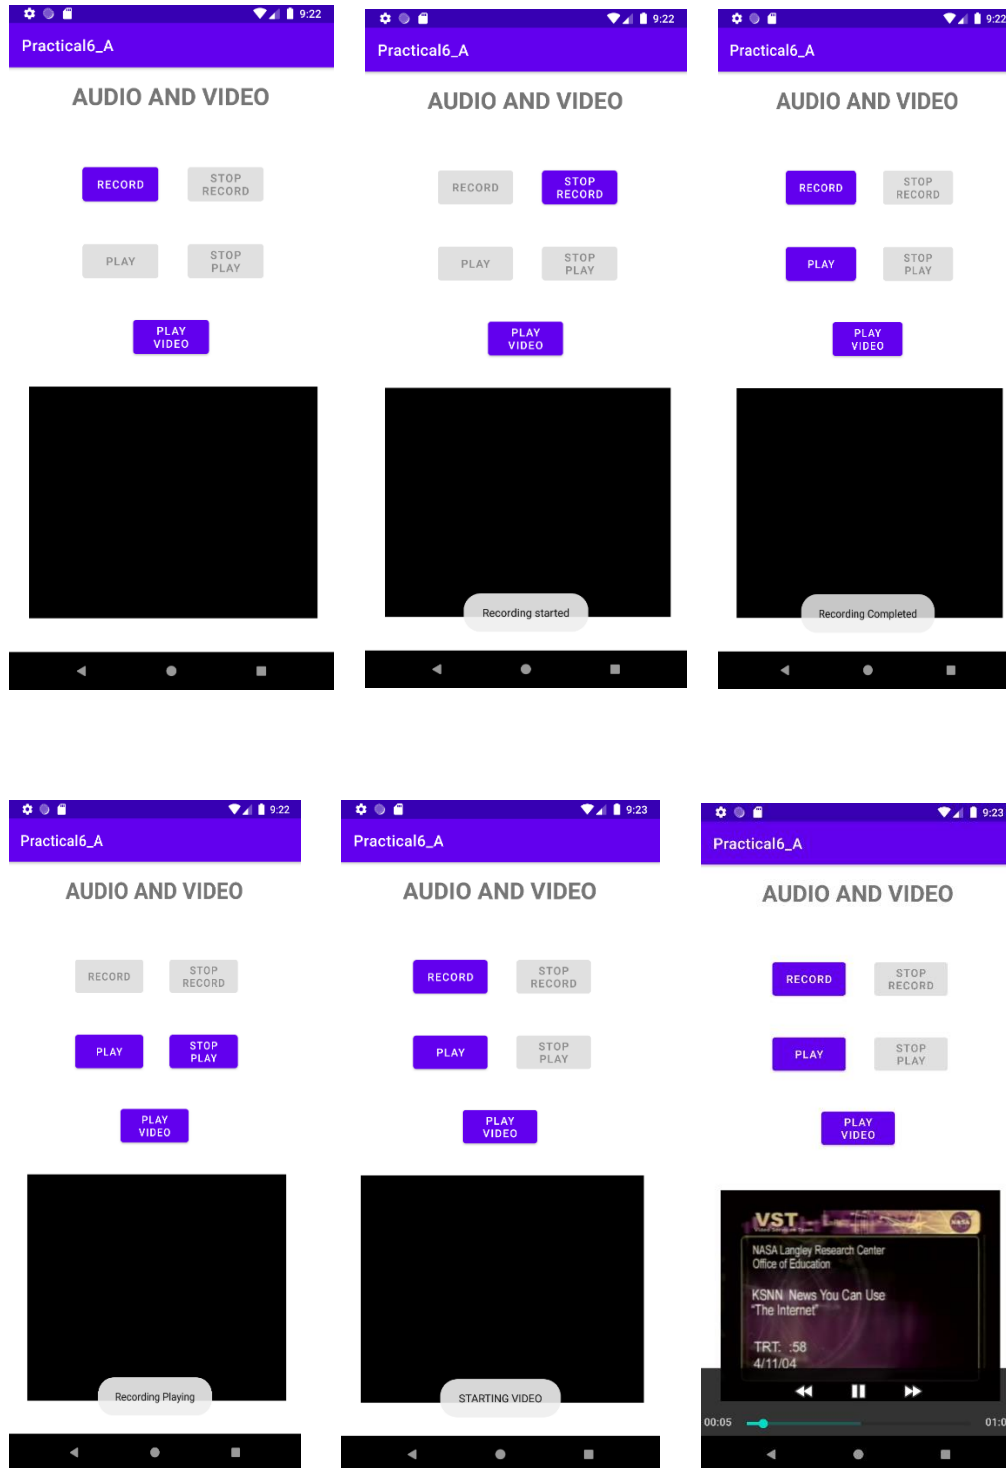 9:22
Practical6_A
AUDIO AND VIDEO
RECORD
STOP
RECORD
PLAY
STOP
PLAY
PLAY
VIDEO
9:22
Practical6_A
AUDIO AND VIDEO
RECORD
STOP
RECORD
PLAY
STOP
PLAY
PLAY
VIDEO
Recording started
9:22
Practical6_A
AUDIO AND VIDEO
RECORD
STOP
RECORD
PLAY
STOP
PLAY
PLAY
VIDEO
Recording Completed
9:22
Practical6_A
AUDIO AND VIDEO
RECORD
STOP
RECORD
PLAY
STOP
PLAY
PLAY
VIDEO
Recording Playing
9:23
Practical6_A
AUDIO AND VIDEO
RECORD
STOP
RECORD
PLAY
STOP
PLAY
PLAY
VIDEO
STARTING VIDEO
9:23
Practical6_A
AUDIO AND VIDEO
RECORD
STOP
RECORD
PLAY
STOP
PLAY
PLAY
VIDEO
VST
NASA Langley Research Center
Office of Education
KSNN News You Can Use
"The Internet"
TRT: :58
4/11/04
00:05 01:0